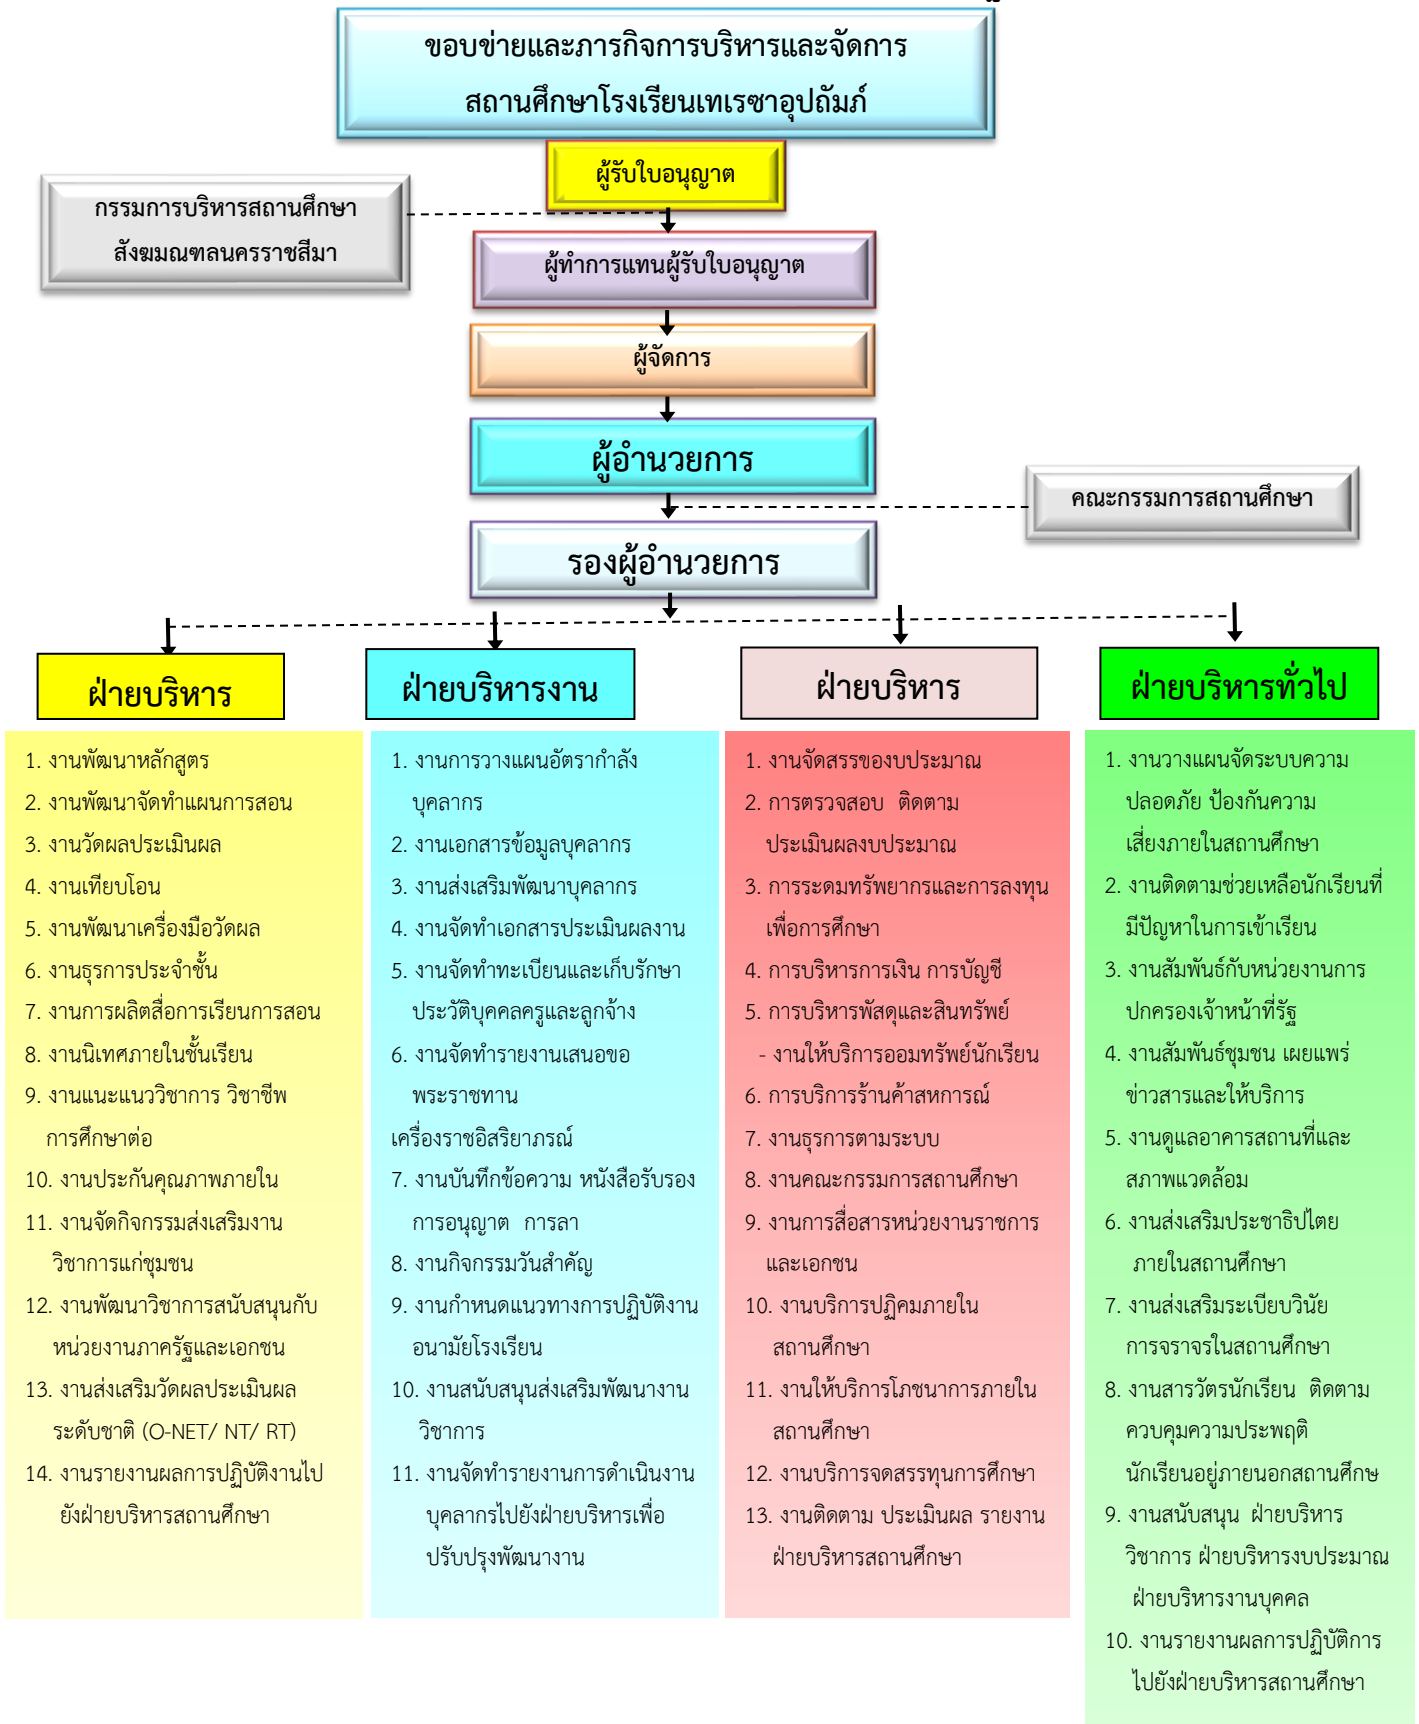 ขอบข่ายและภารกิจการบริหารและจัดการ
สถานศึกษาโรงเรียนเทเรซาอุปถัมภ์
ผู้รับใบอนุญาต
กรรมการบริหารสถานศึกษา
สังฆมณฑลนครราชสีมา
ผู้ทำการแทนผู้รับใบอนุญาต
ผู้จัดการ
ผู้อำนวยการ
คณะกรรมการสถานศึกษา
รองผู้อำนวยการ
ฝ่ายบริหาร
1. งานพัฒนาหลักสูตร
2. งานพัฒนาจัดทำแผนการสอน
3. งานวัดผลประเมินผล
4. งานเทียบโอน
5. งานพัฒนาเครื่องมือวัดผล
6. งานธุรการประจำชั้น
7. งานการผลิตสื่อการเรียนการสอน
8. งานนิเทศภายในชั้นเรียน
9. งานแนะแนววิชาการ วิชาชีพ
การศึกษาต่อ
10. งานประกันคุณภาพภายใน
11. งานจัดกิจกรรมส่งเสริมงาน
วิชาการแก่ชุมชน
12. งานพัฒนาวิชาการสนับสนุนกับ
หน่วยงานภาครัฐและเอกชน
13. งานส่งเสริมวัดผลประเมินผล
ระดับชาติ (O-NET/ NT/ RT)
14. งานรายงานผลการปฏิบัติงานไป
ยังฝ่ายบริหารสถานศึกษา
ฝ่ายบริหารงาน
1. งานการวางแผนอัตรากำลัง
บุคลากร
2. งานเอกสารข้อมูลบุคลากร
3. งานส่งเสริมพัฒนาบุคลากร
4. งานจัดทำเอกสารประเมินผลงาน
5. งานจัดทำทะเบียนและเก็บรักษา
ประวัติบุคคลครูและลูกจ้าง
6. งานจัดทำรายงานเสนอขอ
พระราชทาน
เครื่องราชอิสริยาภรณ์
7. งานบันทึกข้อความ หนังสือรับรอง
การอนุญาต การลา
8. งานกิจกรรมวันสำคัญ
9. งานกำหนดแนวทางการปฏิบัติงาน
อนามัยโรงเรียน
10. งานสนับสนุนส่งเสริมพัฒนางาน
วิชาการ
11. งานจัดทำรายงานการดำเนินงาน
บุคลากรไปยังฝ่ายบริหารเพื่อ
ปรับปรุงพัฒนางาน
ฝ่ายบริหาร
1. งานจัดสรรของบประมาณ
2. การตรวจสอบ ติดตาม
ประเมินผลงบประมาณ
3. การระดมทรัพยากรและการลงทุน
เพื่อการศึกษา
4. การบริหารการเงิน การบัญชี
5. การบริหารพัสดุและสินทรัพย์
- งานให้บริการออมทรัพย์นักเรียน
6. การบริการร้านค้าสหการณ์
7. งานธุรการตามระบบ
8. งานคณะกรรมการสถานศึกษา
9. งานการสื่อสารหน่วยงานราชการ
และเอกชน
10. งานบริการปฏิคมภายใน
สถานศึกษา
11. งานให้บริการโภชนาการภายใน
สถานศึกษา
12. งานบริการจดสรรทุนการศึกษา
13. งานติดตาม ประเมินผล รายงาน
ฝ่ายบริหารสถานศึกษา
ฝ่ายบริหารทั่วไป
1. งานวางแผนจัดระบบความ
ปลอดภัย ป้องกันความ
เสี่ยงภายในสถานศึกษา
2. งานติดตามช่วยเหลือนักเรียนที่
มีปัญหาในการเข้าเรียน
3. งานสัมพันธ์กับหน่วยงานการ
ปกครองเจ้าหน้าที่รัฐ
4. งานสัมพันธ์ชุมชน เผยแพร่
ข่าวสารและให้บริการ
5. งานดูแลอาคารสถานที่และ
สภาพแวดล้อม
6. งานส่งเสริมประชาธิปไตย
ภายในสถานศึกษา
7. งานส่งเสริมระเบียบวินัย
การจราจรในสถานศึกษา
8. งานสารวัตรนักเรียน ติดตาม
ควบคุมความประพฤติ
นักเรียนอยู่ภายนอกสถานศึกษ
9. งานสนับสนุน ฝ่ายบริหาร
วิชาการ ฝ่ายบริหารงบประมาณ
ฝ่ายบริหารงานบุคคล
10. งานรายงานผลการปฏิบัติการ
ไปยังฝ่ายบริหารสถานศึกษา